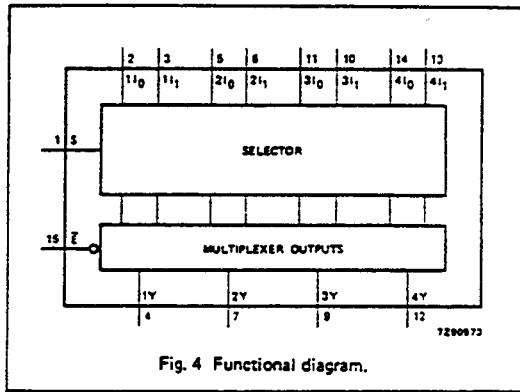 2 3 5 6 11 10 14 13
1I0 1I1 2I0 2I1 3I0 3I1 4I0 4I1
1 S
SELECTOR
15 E̅
MULTIPLEXER OUTPUTS
1Y 2Y 3Y 4Y
4 7 9 12
7Z90973
Fig. 4 Functional diagram.